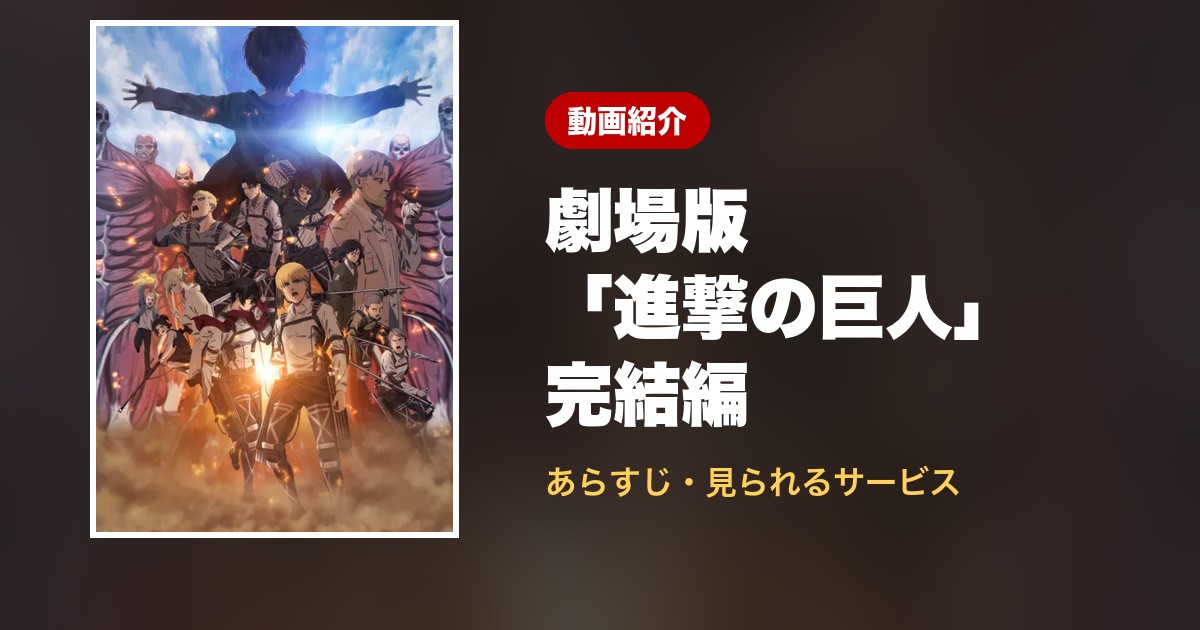 動画紹介
劇場版
「進撃の巨人」
完結編
あらすじ・見られるサービス